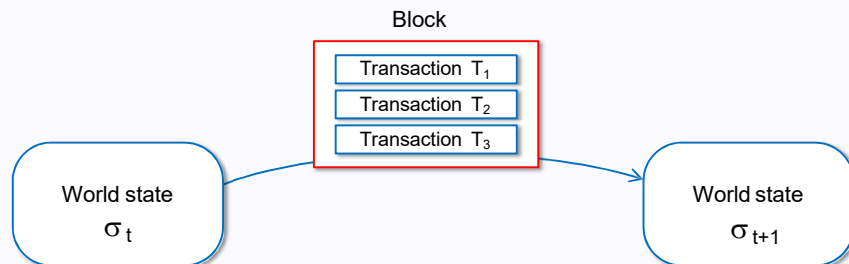 Block
Transaction T₁
Transaction T₂
Transaction T₃
World state
σ t
World state
σ t+1